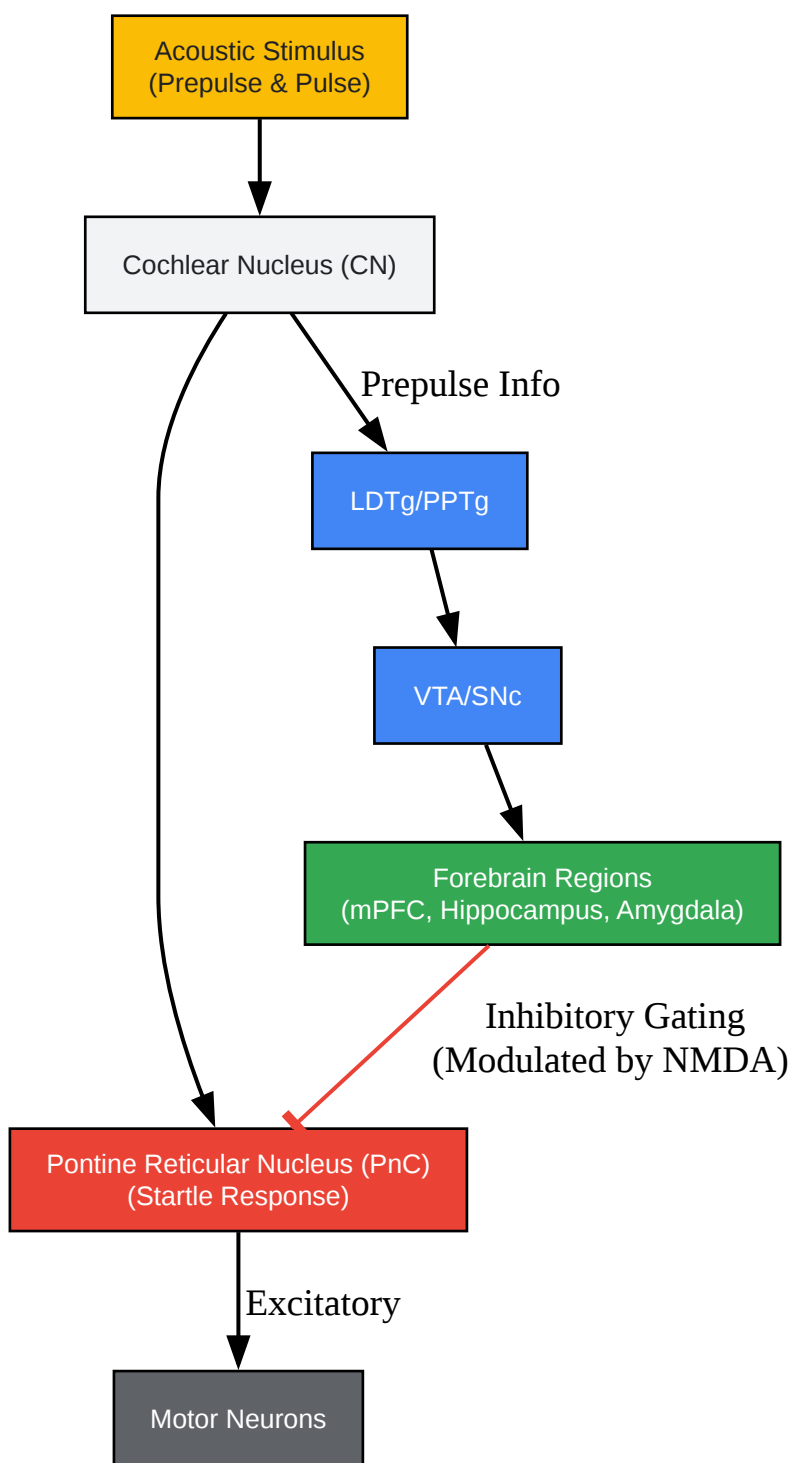 Acoustic Stimulus
(Prepulse & Pulse)
Cochlear Nucleus (CN)
Prepulse Info
LDTg/PPTg
VTA/SNc
Forebrain Regions
(mPFC, Hippocampus, Amygdala)
Inhibitory Gating
(Modulated by NMDA)
Pontine Reticular Nucleus (PnC)
(Startle Response)
Excitatory
Motor Neurons